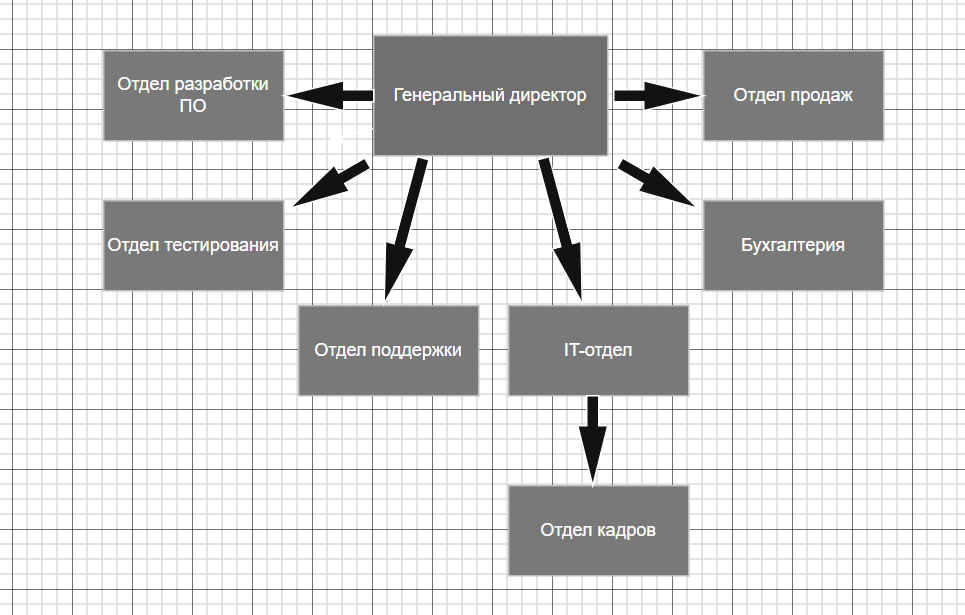 Отдел разработки
ПО
Генеральный директор
Отдел продаж
Отдел тестирования
Бухгалтерия
Отдел поддержки
IT-отдел
Отдел кадров